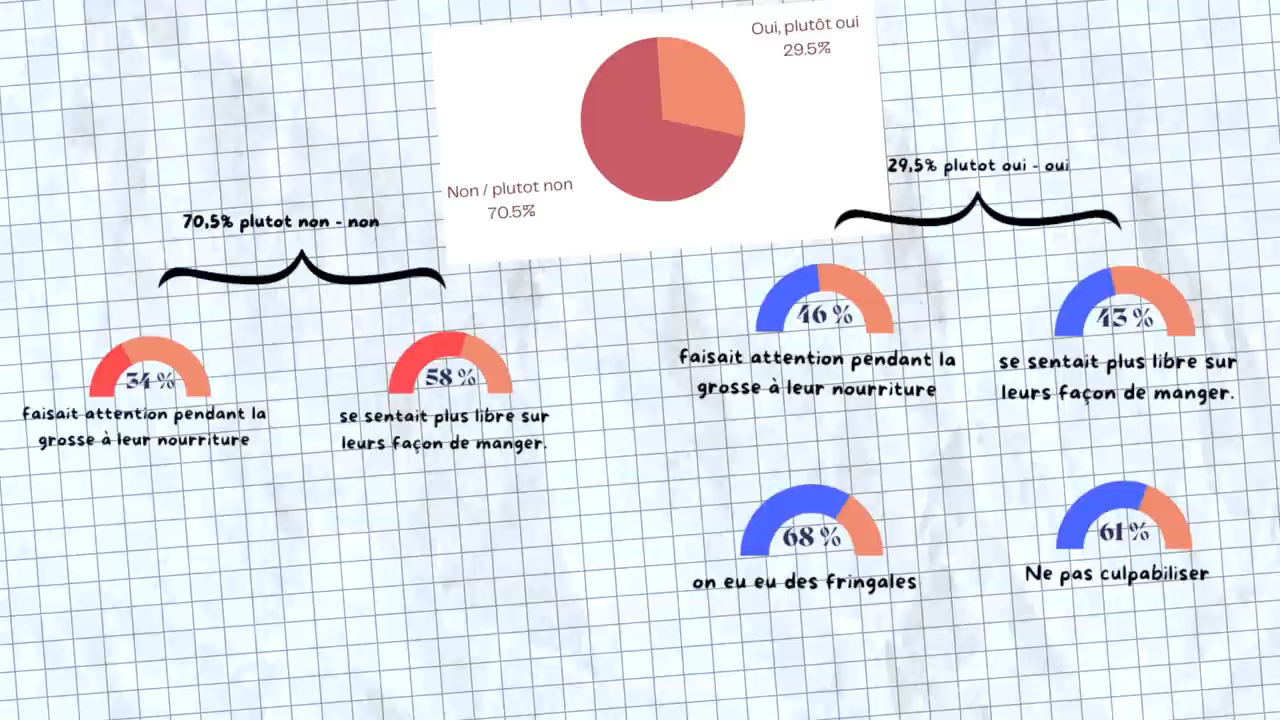 Oui, plutôt oui
29.5%
Non / plutot non
70.5%
70,5% plutot non - non
34 %
faisait attention pendant la
grosse à leur nourriture
58 %
se sentait plus libre sur
leurs façon de manger.
29,5% plutot oui - oui
46 %
faisait attention pendant la
grosse à leur nourriture
43 %
se sentait plus libre sur
leurs façon de manger.
68 %
on eu eu des fringales
61 %
Ne pas culpabiliser